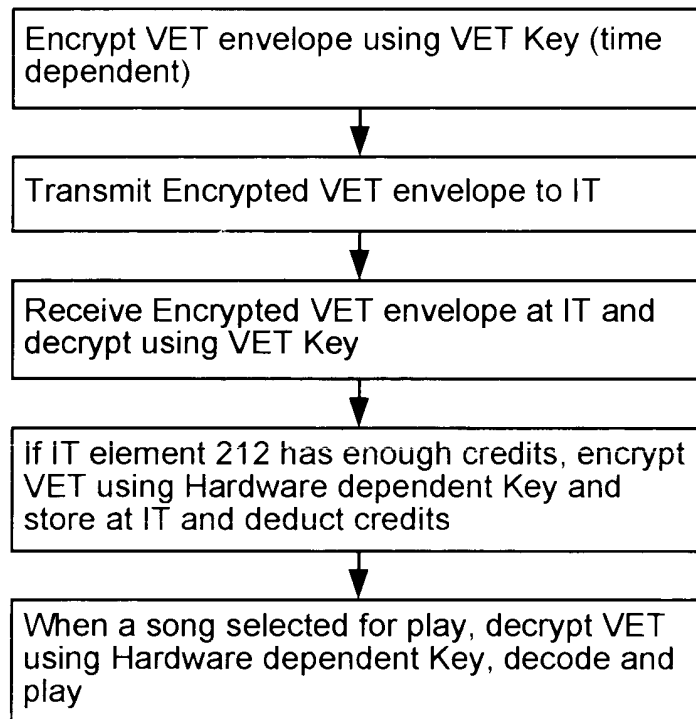 Encrypt VET envelope using VET Key (time
dependent)
Transmit Encrypted VET envelope to IT
Receive Encrypted VET envelope at IT and
decrypt using VET Key
If IT element 212 has enough credits, encrypt
VET using Hardware dependent Key and
store at IT and deduct credits
When a song selected for play, decrypt VET
using Hardware dependent Key, decode and
play